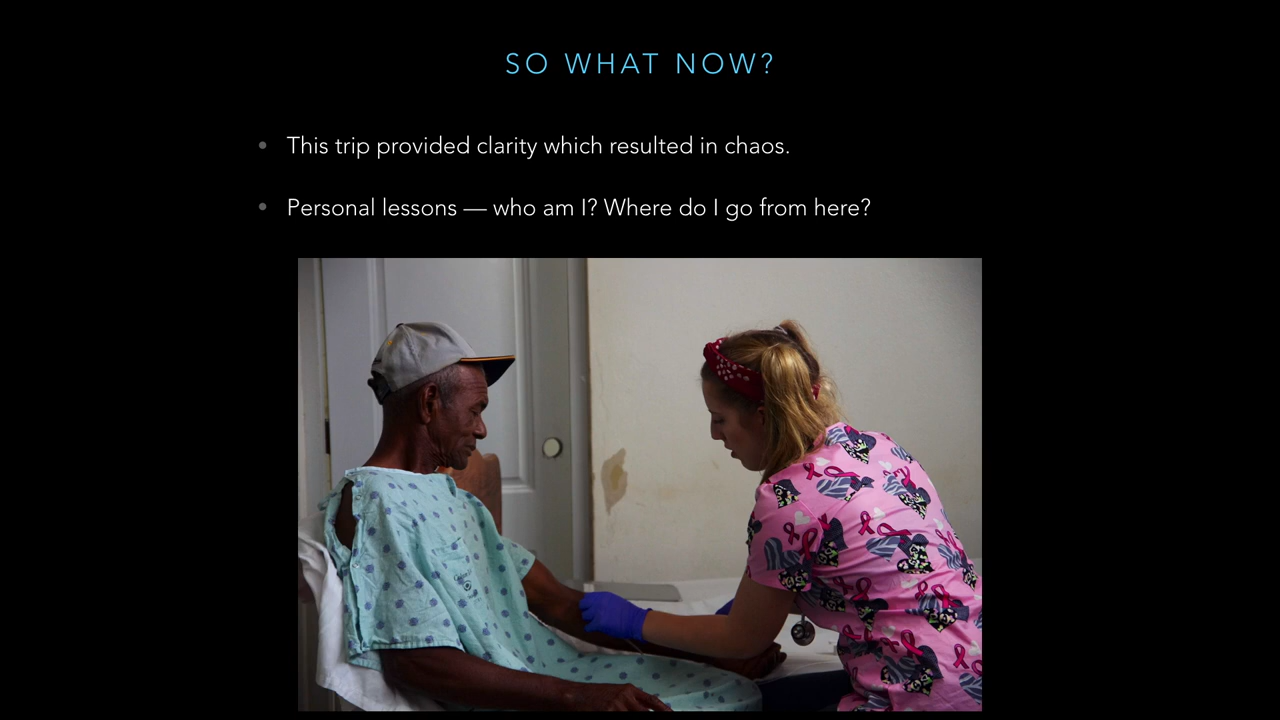 SO WHAT NOW?
This trip provided clarity which resulted in chaos.
Personal lessons — who am I? Where do I go from here?